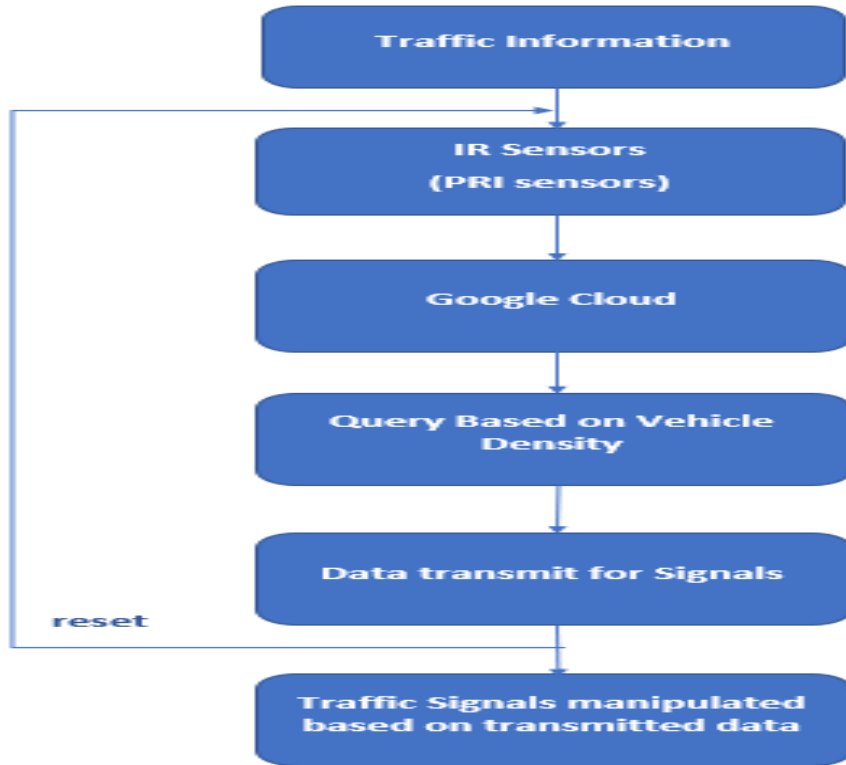 Traffic Information
IR Sensors
(PRI sensors)
Google Cloud
Query Based on Vehicle
Density
Data transmit for Signals
reset
Traffic Signals manipulated
based on transmitted data